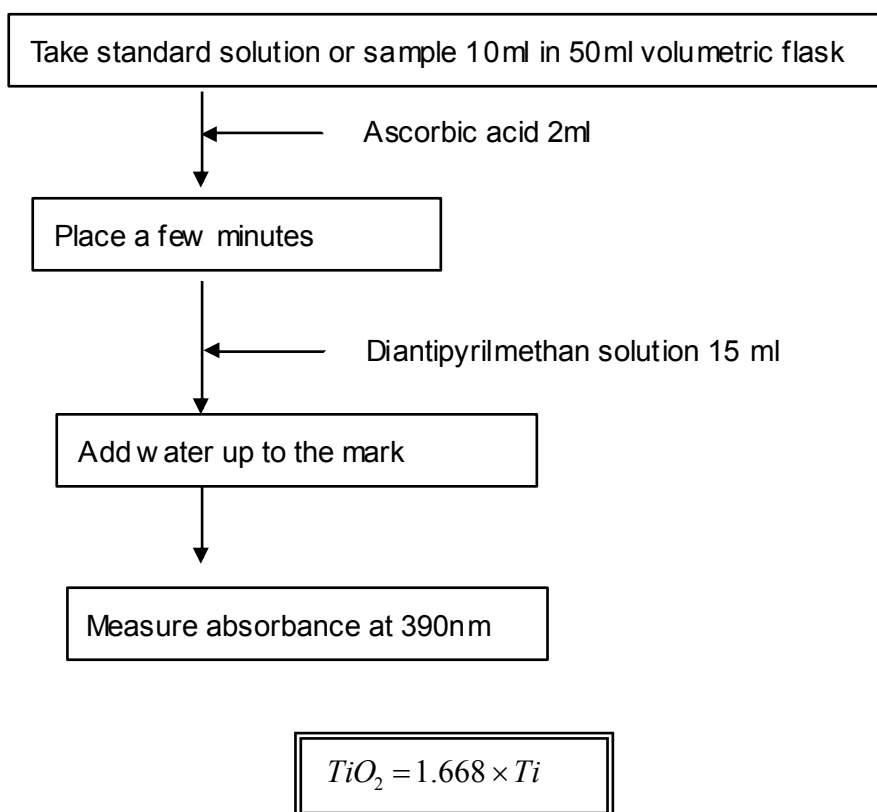 Take standard solution or sample 10ml in 50ml volumetric flask
Ascorbic acid 2ml
Place a few minutes
Diantipyrilmethan solution 15 ml
Add water up to the mark
Measure absorbance at 390nm
TiO₂ = 1.668 × Ti